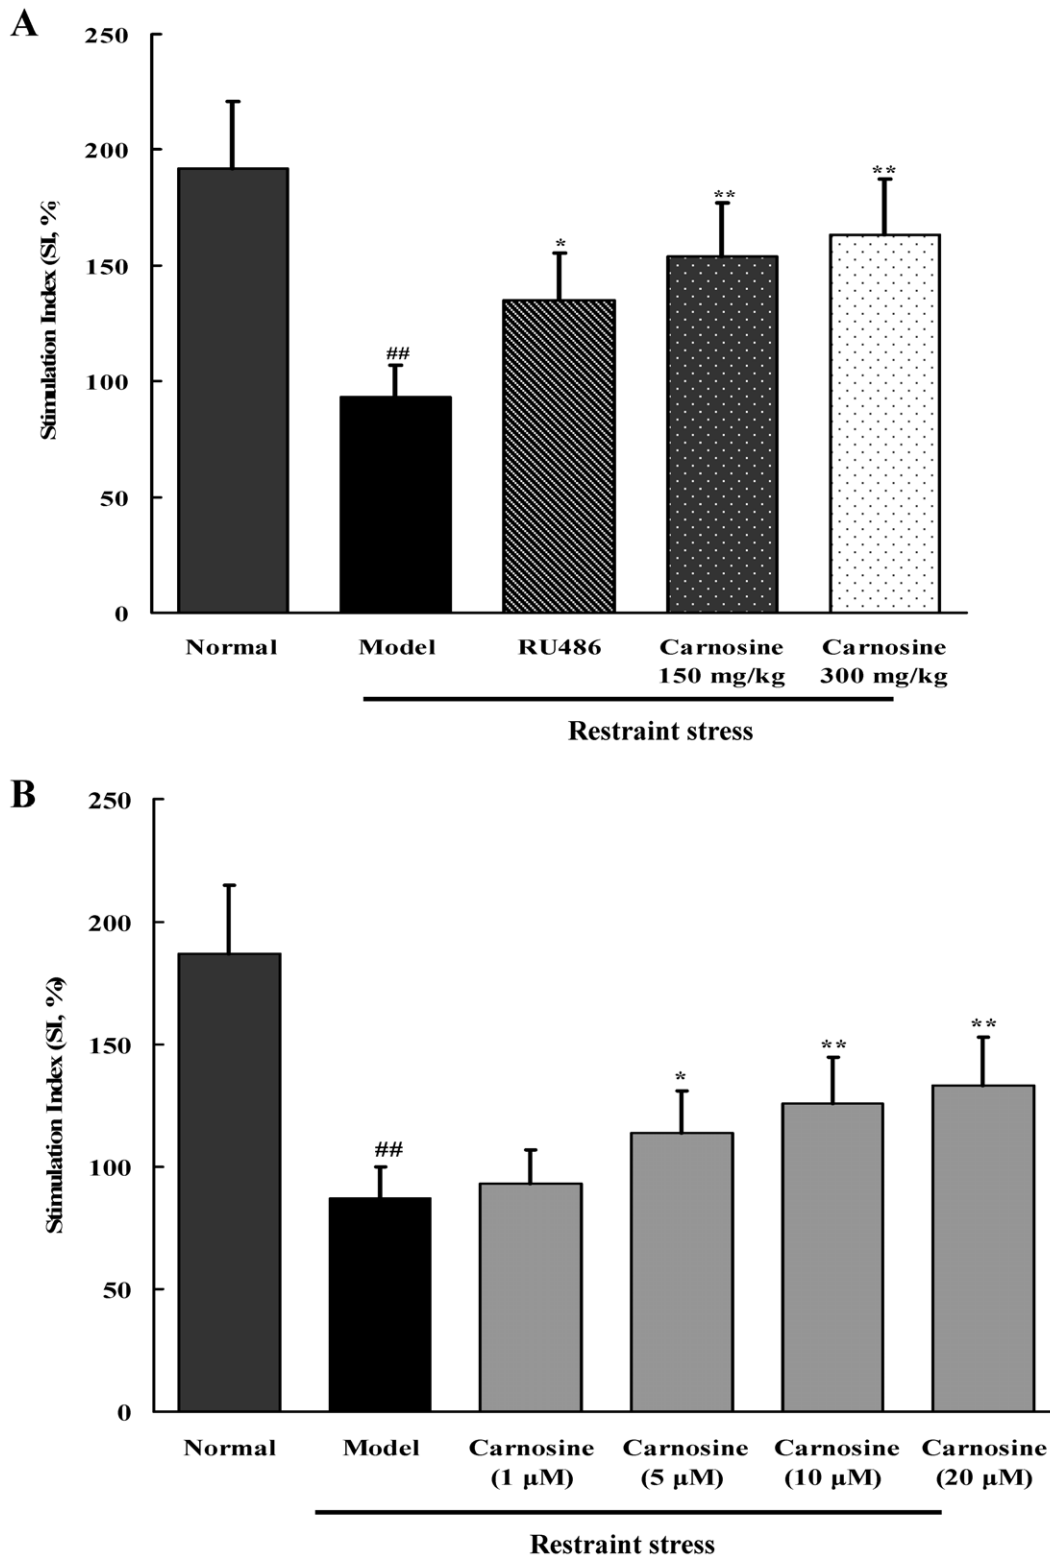 A
250
200
150
100
50
0
Stimulation Index (SI, %
##
*
**
**
Normal Model RU486 Carnosine Carnosine
150 mg/kg 300 mg/kg
Restraint stress
B
250
200
150
100
50
0
Stimulation Index (SI, %)
##
*
**
**
Normal Model Carnosine Carnosine Carnosine Carnosine
(1 μM) (5 μM) (10 μM) (20 μM)
Restraint stress